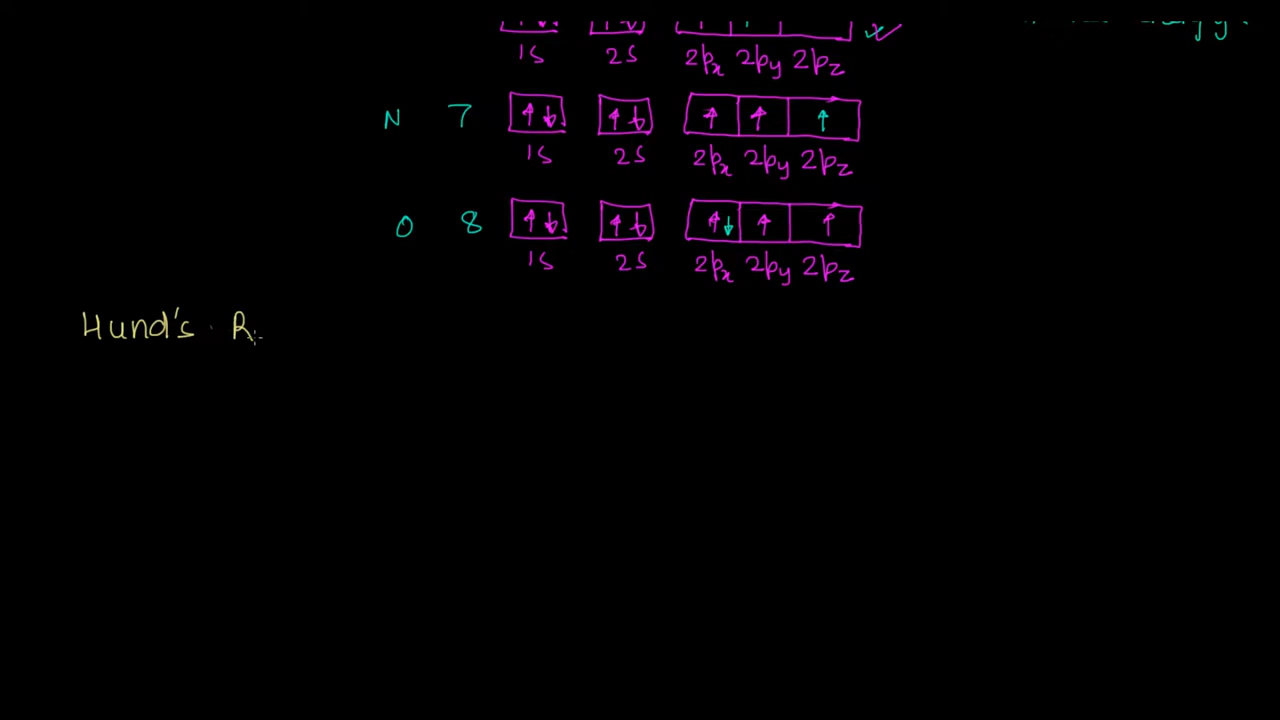 1s 2s 2px 2py 2pz
N 7 ↑↓ ↑↓ ↑ ↑ ↑
1s 2s 2px 2py 2pz
O 8 ↑↓ ↑↓ ↑↓ ↑ ↑
1s 2s 2px 2py 2pz
Hund's R